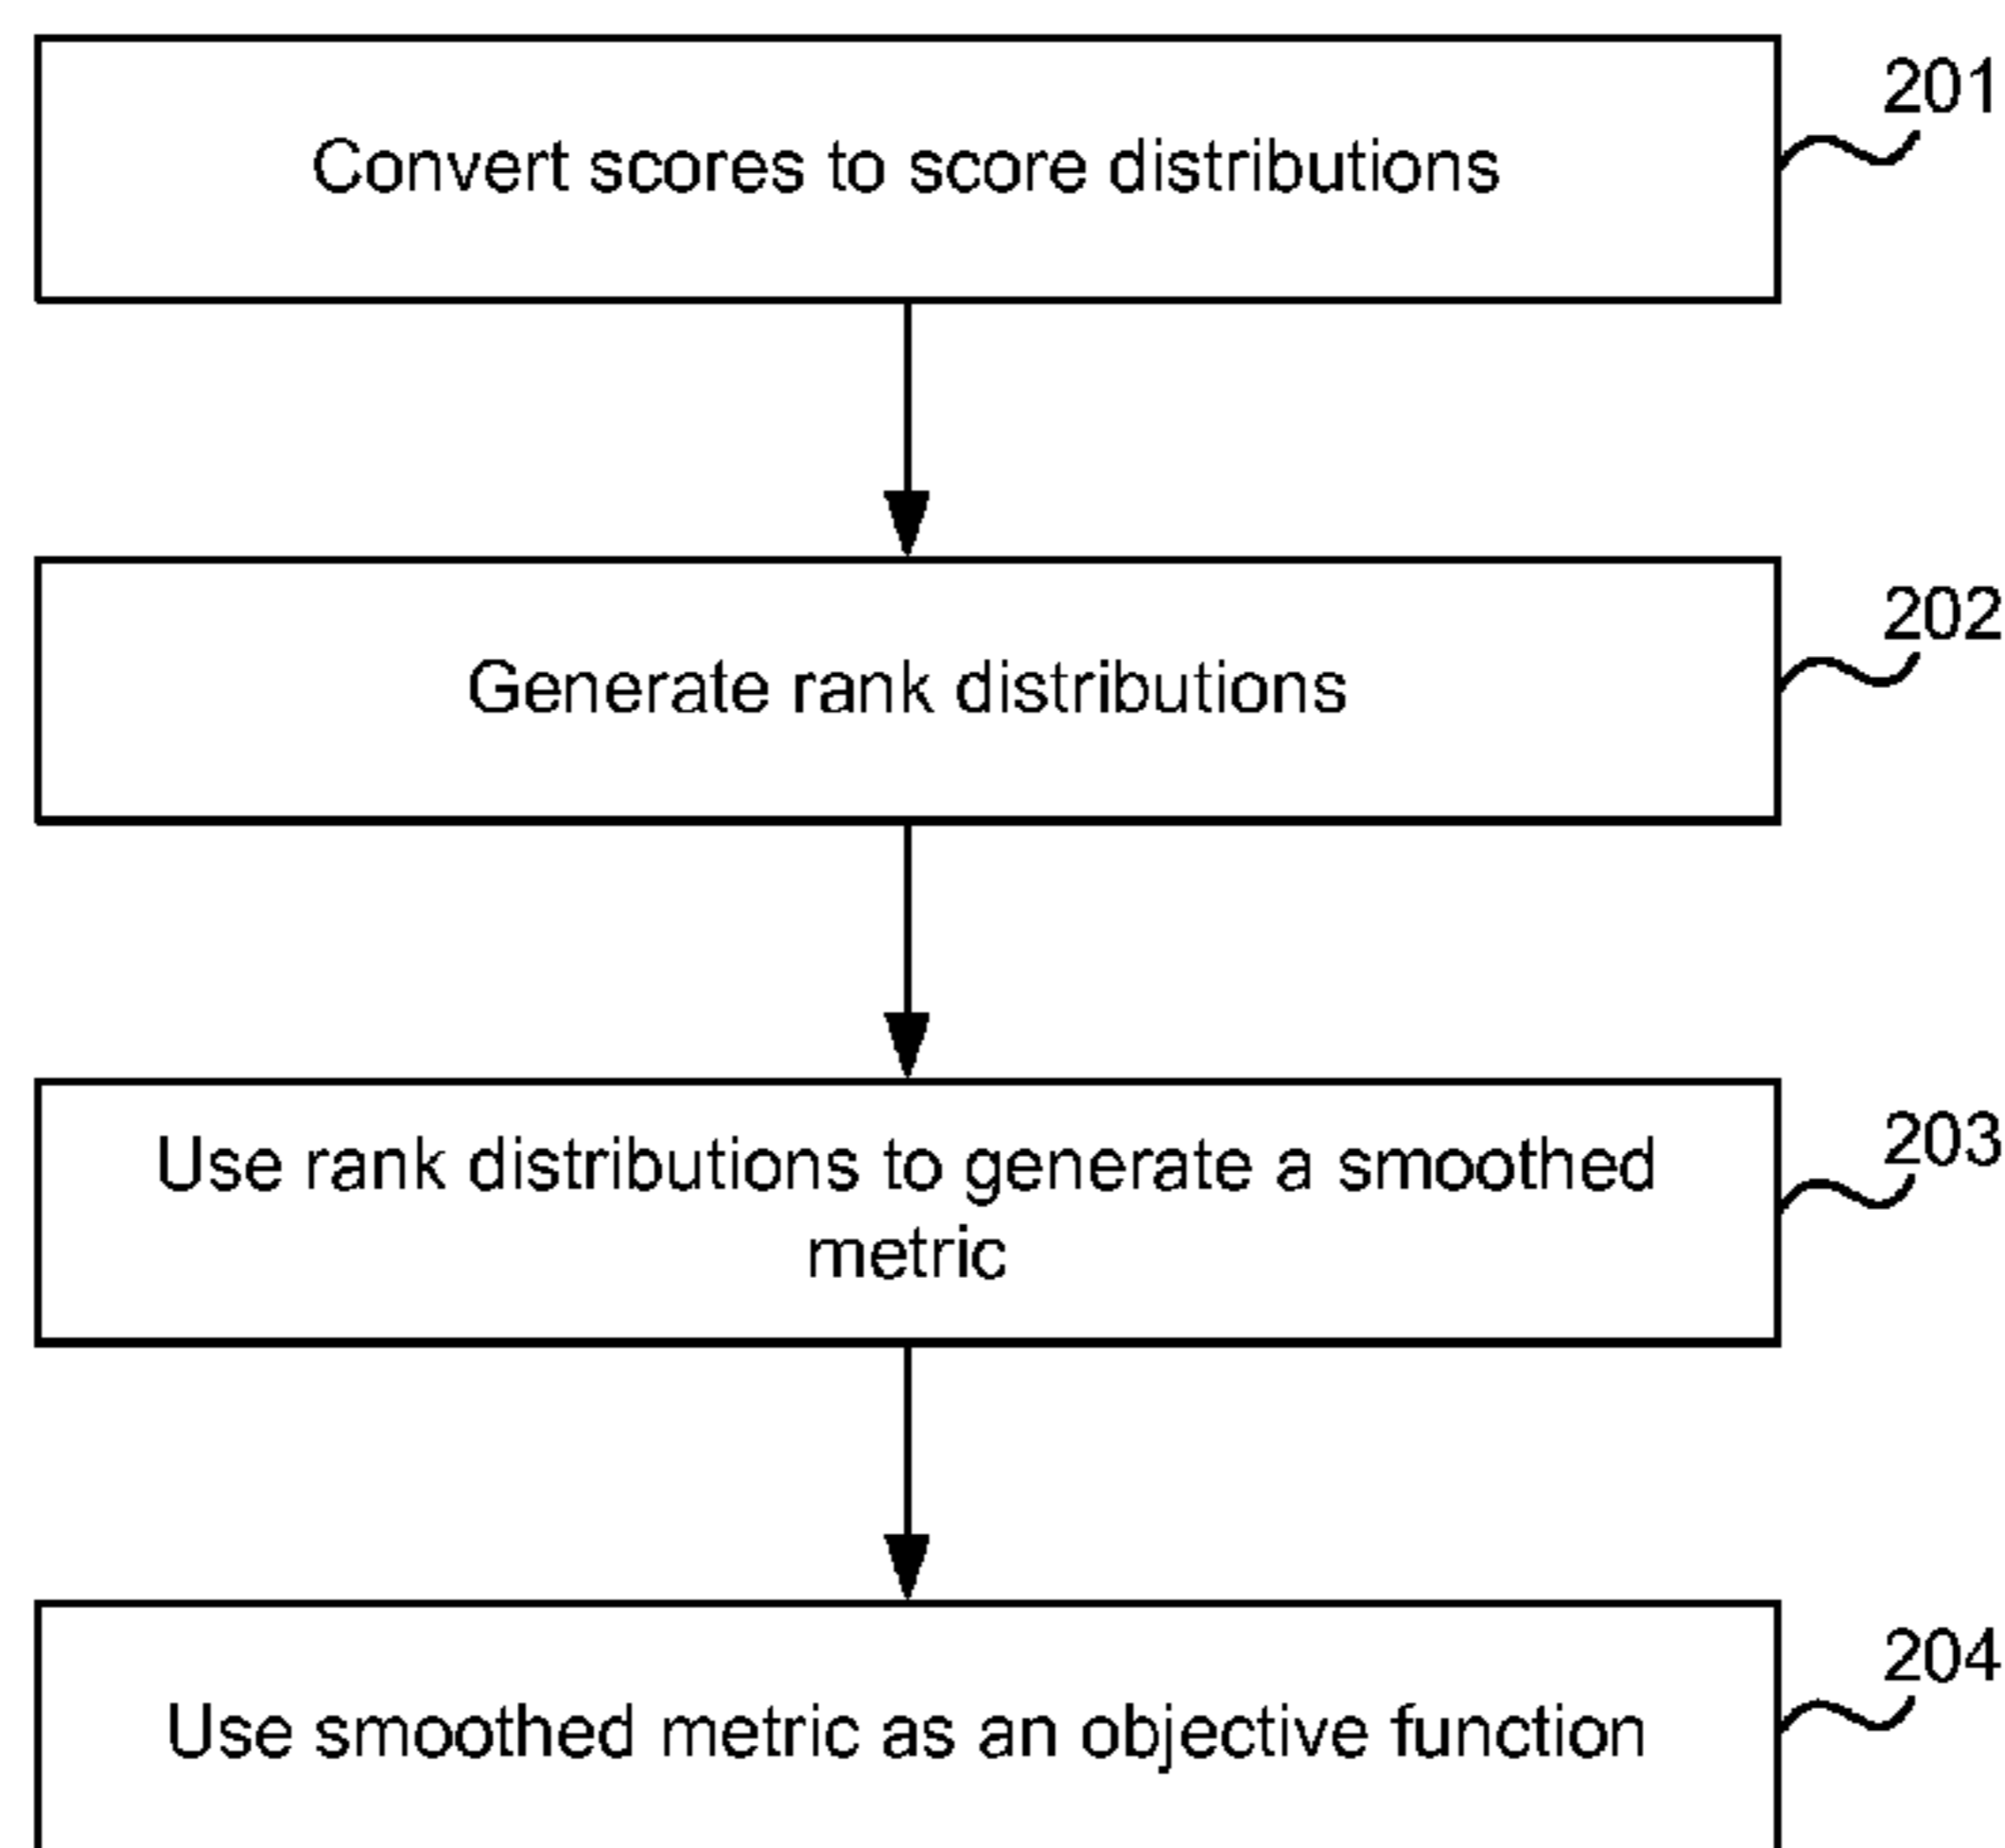 201
Convert scores to score distributions
202
Generate rank distributions
203
Use rank distributions to generate a smoothed
metric
204
Use smoothed metric as an objective function